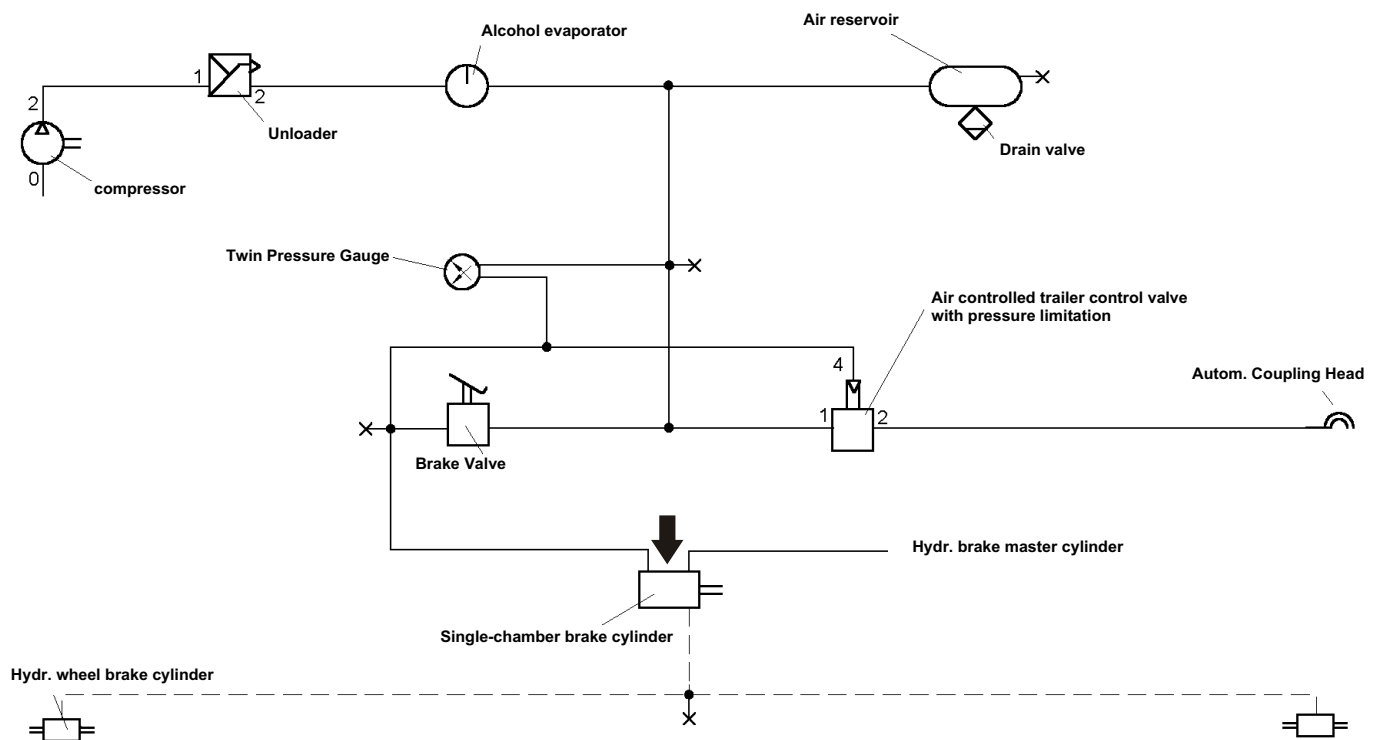 Air reservoir
Alcohol evaporator
1
2
Unloader
2
0
compressor
Drain valve
Twin Pressure Gauge
Air controlled trailer control valve
with pressure limitation
4
1
2
Autom. Coupling Head
Brake Valve
Hydr. brake master cylinder
Single-chamber brake cylinder
Hydr. wheel brake cylinder